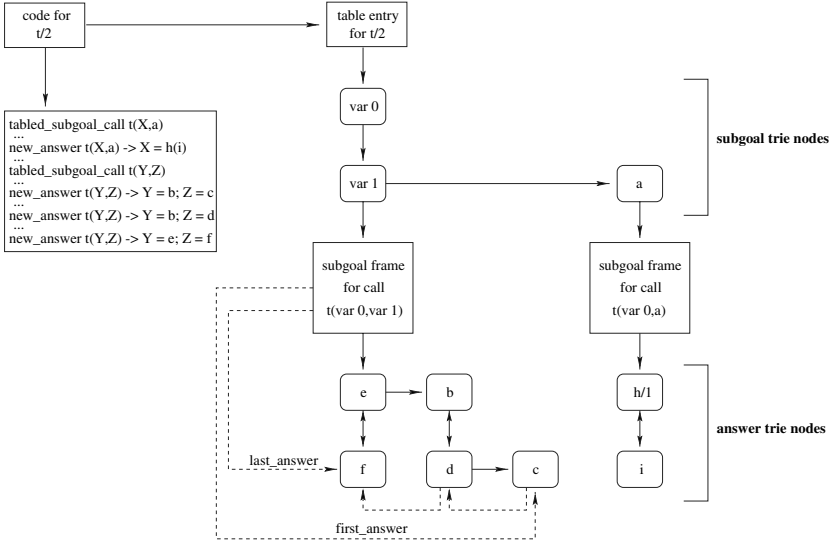 code for
t/2
table entry
for t/2
tabled_subgoal_call t(X,a)
...
new_answer t(X,a) -> X = h(i)
...
tabled_subgoal_call t(Y,Z)
...
new_answer t(Y,Z) -> Y = b; Z = c
...
new_answer t(Y,Z) -> Y = b; Z = d
...
new_answer t(Y,Z) -> Y = e; Z = f
var 0
var 1
a
subgoal trie nodes
subgoal frame
for call
t(var 0,var 1)
subgoal frame
for call
t(var 0,a)
e
b
h/1
answer trie nodes
last_answer
f
d
c
i
first_answer